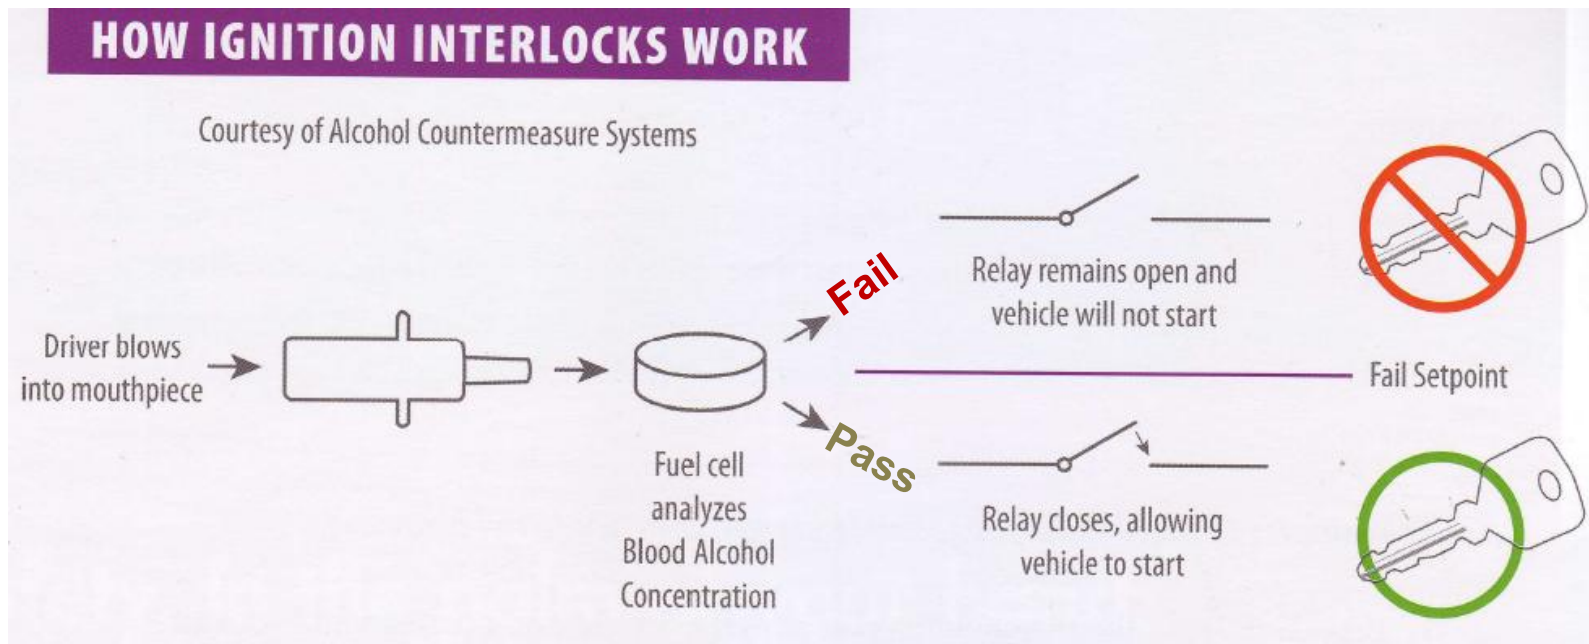 HOW IGNITION INTERLOCKS WORK
Courtesy of Alcohol Countermeasure Systems
Driver blows
into mouthpiece
Fuel cell
analyzes
Blood Alcohol
Concentration
Fail
Relay remains open and
vehicle will not start
Fail Setpoint
Pass
Relay closes, allowing
vehicle to start